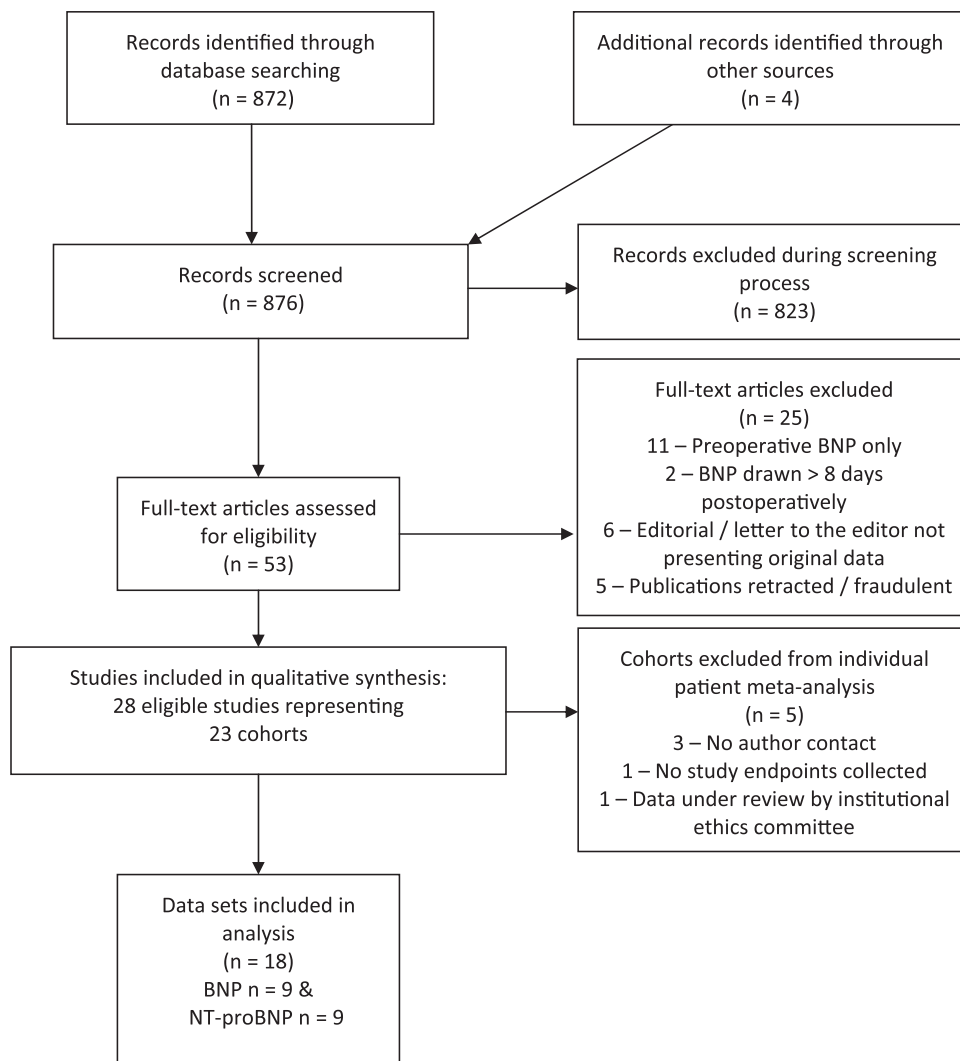 Records identified through
database searching
(n = 872)
Additional records identified through
other sources
(n = 4)
Records screened
(n = 876)
Records excluded during screening
process
(n = 823)
Full-text articles assessed
for eligibility
(n = 53)
Full-text articles excluded
(n = 25)
11 – Preoperative BNP only
2 – BNP drawn > 8 days
postoperatively
6 – Editorial / letter to the editor not
presenting original data
5 – Publications retracted / fraudulent
Studies included in qualitative synthesis:
28 eligible studies representing
23 cohorts
Cohorts excluded from individual
patient meta-analysis
(n = 5)
3 – No author contact
1 – No study endpoints collected
1 – Data under review by institutional
ethics committee
Data sets included in
analysis
(n = 18)
BNP n = 9 &
NT-proBNP n = 9